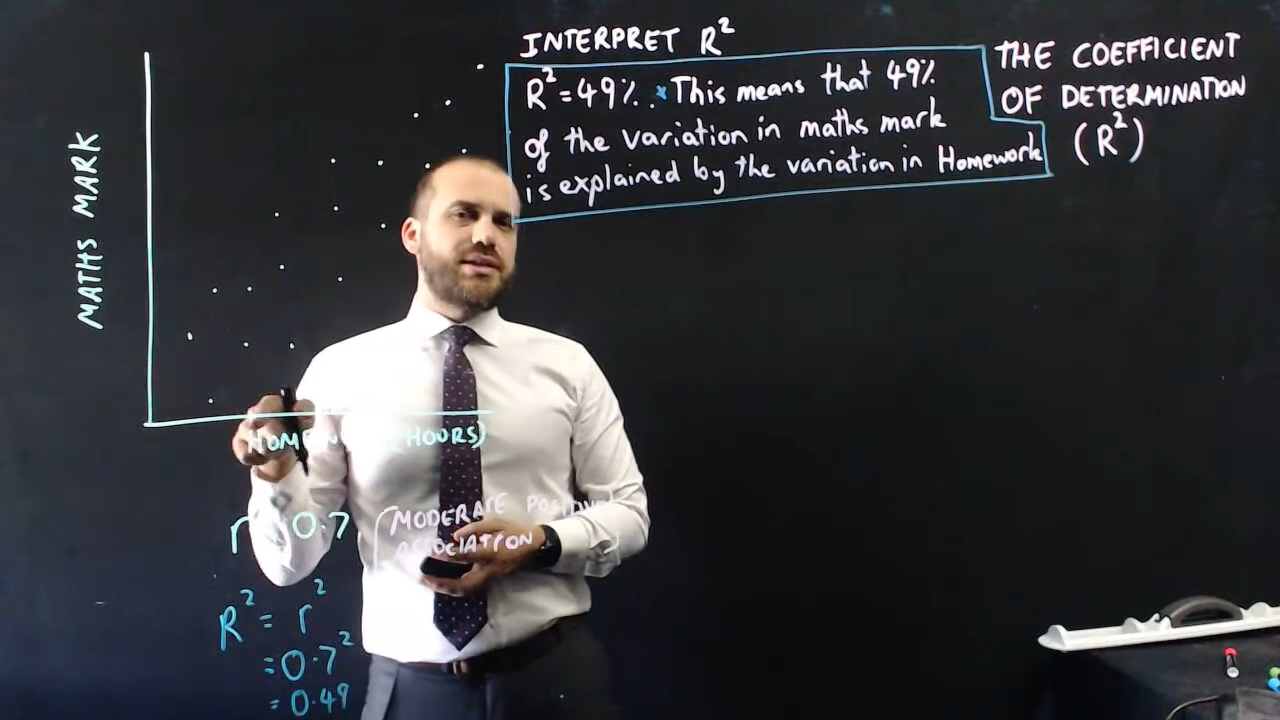 INTERPRET R²
R² = 49%. * This means that 49%
of the variation in maths mark
is explained by the variation in Homework
THE COEFFICIENT
OF DETERMINATION
(R²)
MATHS MARK
(HOURS)
r 0.7
MODERATE POSITIVE
ASSOCIATION
R² = r²
= 0.7²
= 0.49